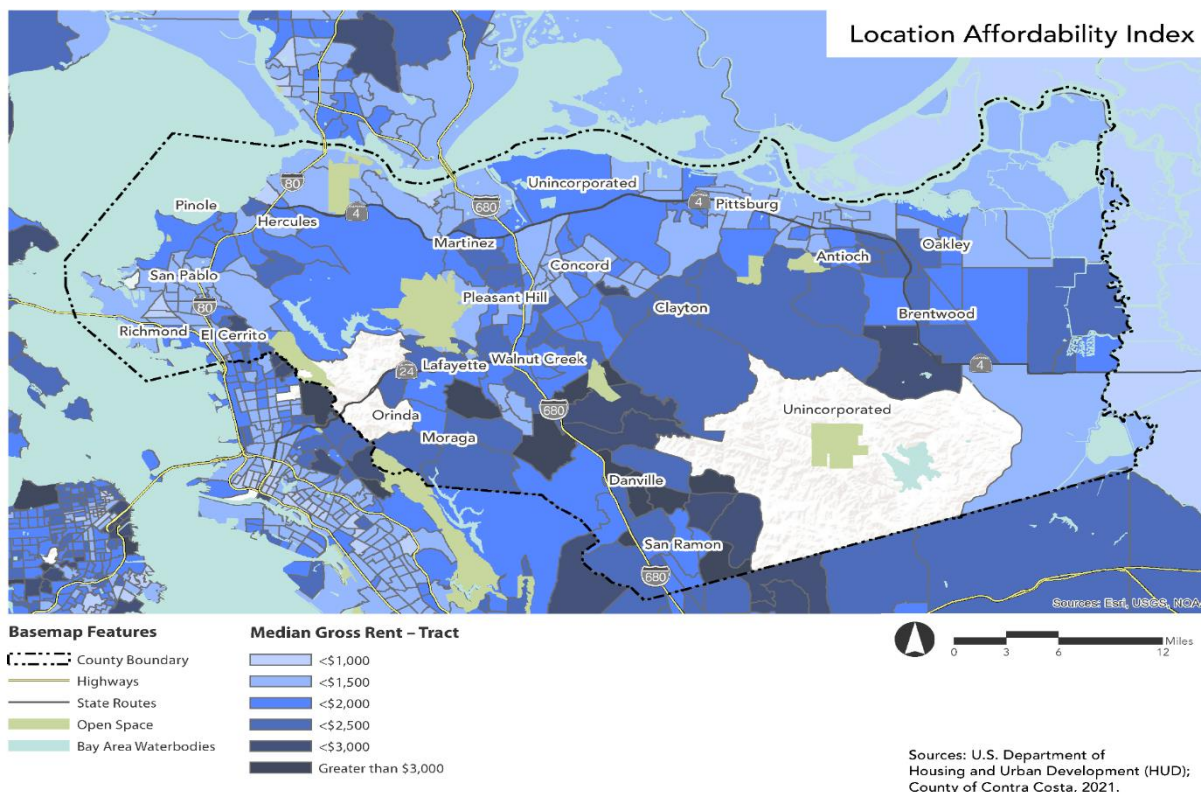 Location Affordability Index
80
Unincorporated
4
Pittsburg
Pinole
680
Hercules
4
Martinez
Oakley
Antioch
Concord
San Pablo
Pleasant Hill
Clayton
80
Brentwood
Richmond
El Cerrito
Walnut Creek
Lafayette
24
4
Orinda
680
Unincorporated
Moraga
Danville
San Ramon
680
Sources: Esri, USGS, NOA
Basemap Features
County Boundary
Highways
State Routes
Open Space
Bay Area Waterbodies
Median Gross Rent – Tract
<$1,000
<$1,500
<$2,000
<$2,500
<$3,000
Greater than $3,000
Miles
0 3 6 12
Sources: U.S. Department of
Housing and Urban Development (HUD);
County of Contra Costa, 2021.